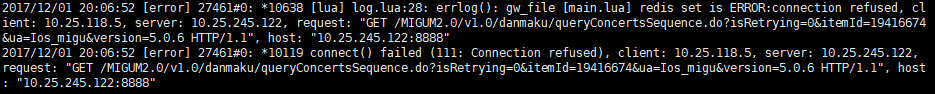 2017/12/01 20:06:52 [error] 27461#0: *10638 [lua] log.lua:28: errlog(): gw_file [main.lua] redis set is ERROR:connection refused, cl
ient: 10.25.118.5, server: 10.25.245.122, request: "GET /MIGUM2.0/v1.0/danmaku/queryConcertsSequence.do?isRetrying=0&itemId=19416674
&ua=Ios_migu&version=5.0.6 HTTP/1.1", host: "10.25.245.122:8888"
2017/12/01 20:06:52 [error] 27461#0: *10119 connect() failed (111: Connection refused), client: 10.25.118.5, server: 10.25.245.122,
request: "GET /MIGUM2.0/v1.0/danmaku/queryConcertsSequence.do?isRetrying=0&itemId=19416674&ua=Ios_migu&version=5.0.6 HTTP/1.1", host
: "10.25.245.122:8888"